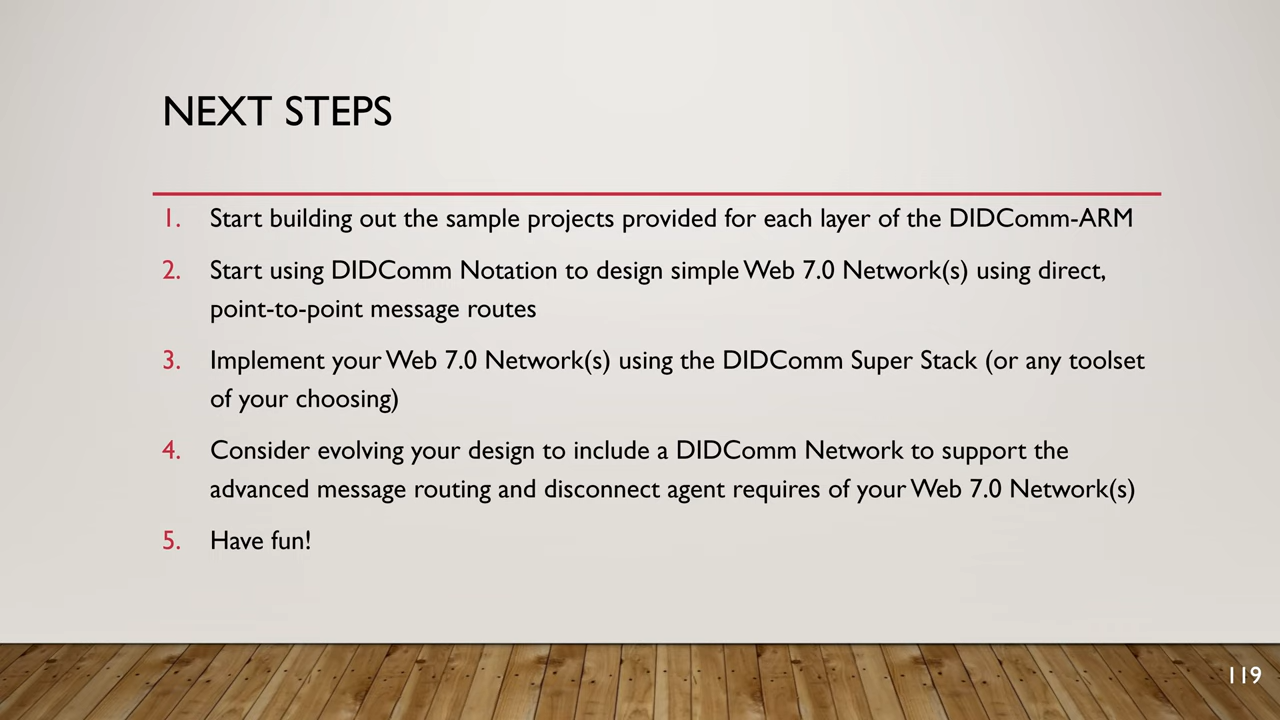 NEXT STEPS
1. Start building out the sample projects provided for each layer of the DIDComm-ARM
2. Start using DIDComm Notation to design simple Web 7.0 Network(s) using direct,
point-to-point message routes
3. Implement your Web 7.0 Network(s) using the DIDComm Super Stack (or any toolset
of your choosing)
4. Consider evolving your design to include a DIDComm Network to support the
advanced message routing and disconnect agent requires of your Web 7.0 Network(s)
5. Have fun!
119